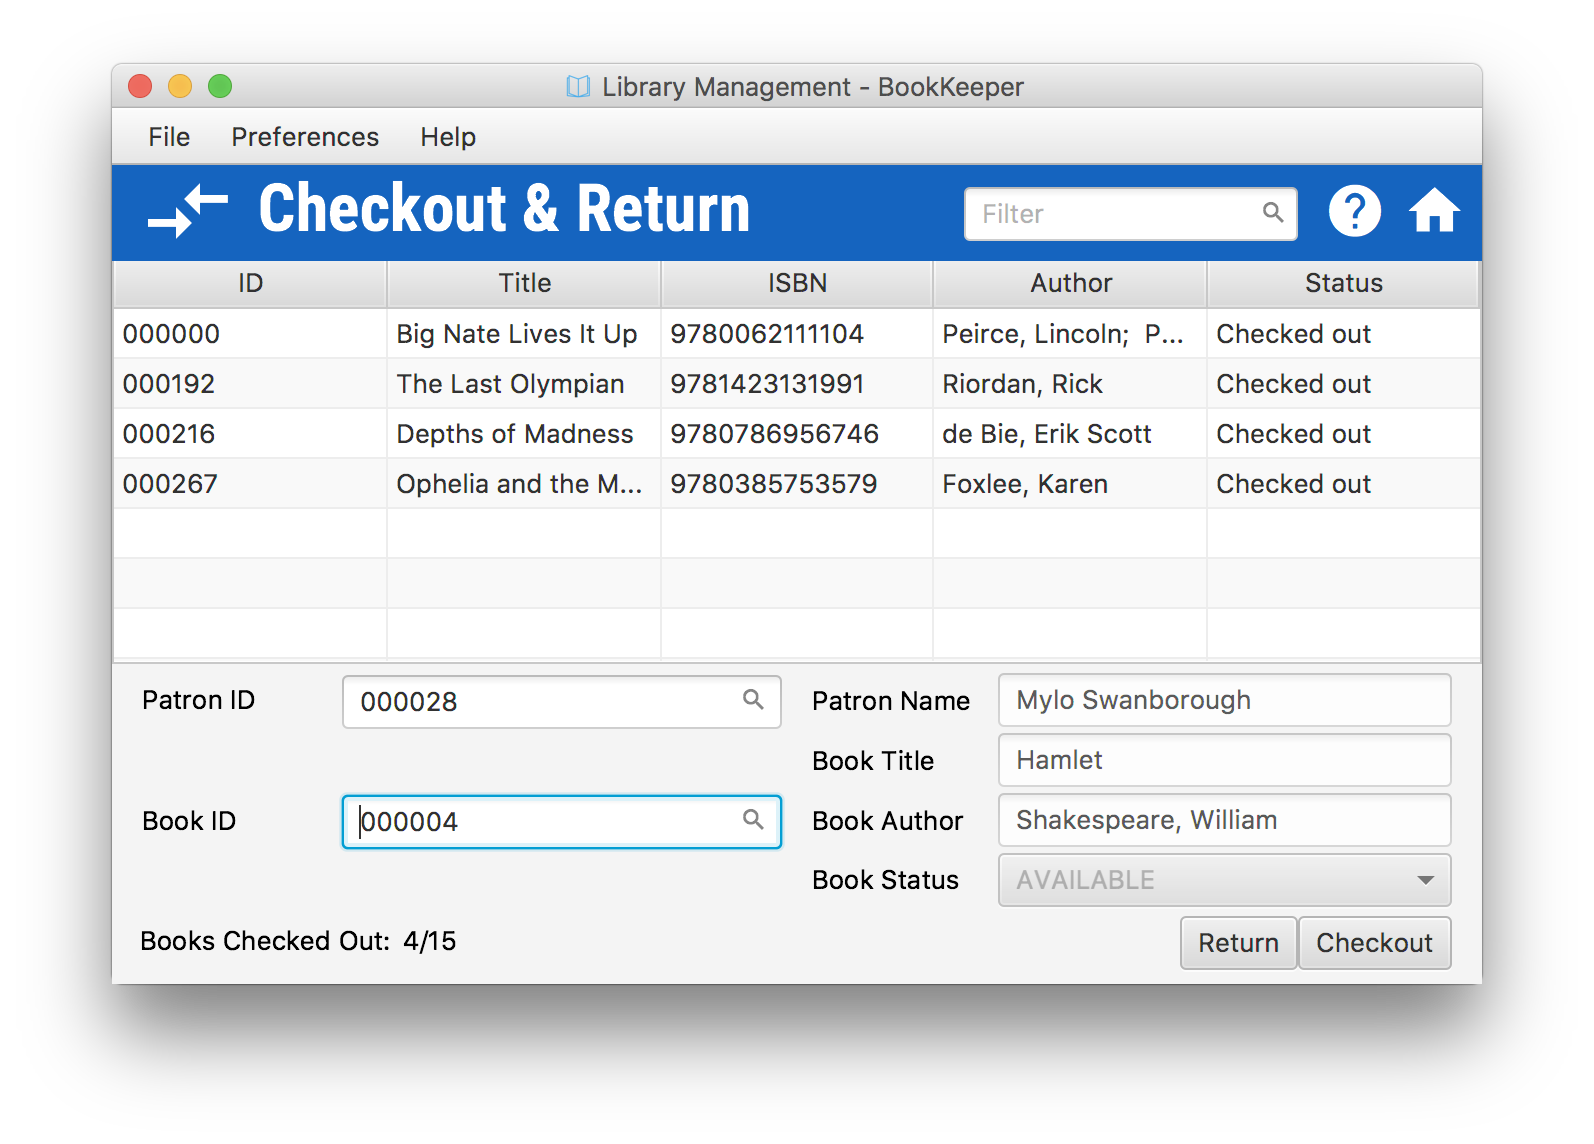 Library Management - BookKeeper
File Preferences Help
Checkout & Return Filter ?
ID Title ISBN Author Status
000000 Big Nate Lives It Up 9780062111104 Peirce, Lincoln; P... Checked out
000192 The Last Olympian 9781423131991 Riordan, Rick Checked out
000216 Depths of Madness 9780786956746 de Bie, Erik Scott Checked out
000267 Ophelia and the M... 9780385753579 Foxlee, Karen Checked out
Patron ID 000028 Patron Name Mylo Swanborough
Book Title Hamlet
Book ID 000004 Book Author Shakespeare, William
Book Status AVAILABLE
Books Checked Out: 4/15 Return Checkout